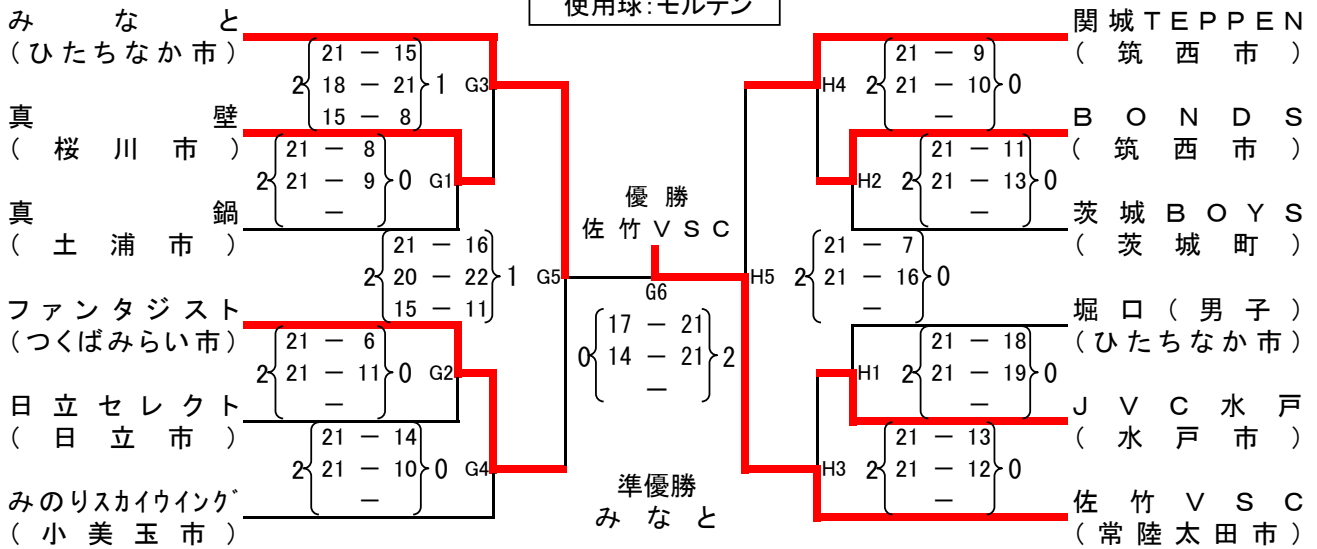 使用球：モルテン
みなと
（ひたちなか市）
2 21 － 15 1 G3
18 － 21
15 － 8
真壁
（桜川市）
2 21 － 8 0 G1
21 － 9
－
真鍋
（土浦市）
2 21 － 16 1 G5
20 － 22
15 － 11
ファンタジスト
（つくばみらい市）
2 21 － 6 0 G2
21 － 11
－
日立セレクト
（日立市）
2 21 － 14 0 G4
21 － 10
－
みのりスカイウイングﾞ
（小美玉市）
優勝
佐竹VSC
G6
0 17 － 21 2
14 － 21
－
準優勝
みなと
関城TEPPEN
（筑西市）
H4 2 21 － 9 0
21 － 10
－
BONDS
（筑西市）
H2 2 21 － 11 0
21 － 13
－
茨城BOYS
（茨城町）
H5 2 21 － 7 0
21 － 16
－
堀口（男子）
（ひたちなか市）
H1 2 21 － 18 0
21 － 19
－
JVC水戸
（水戸市）
H3 2 21 － 13 0
21 － 12
－
佐竹VSC
（常陸太田市）